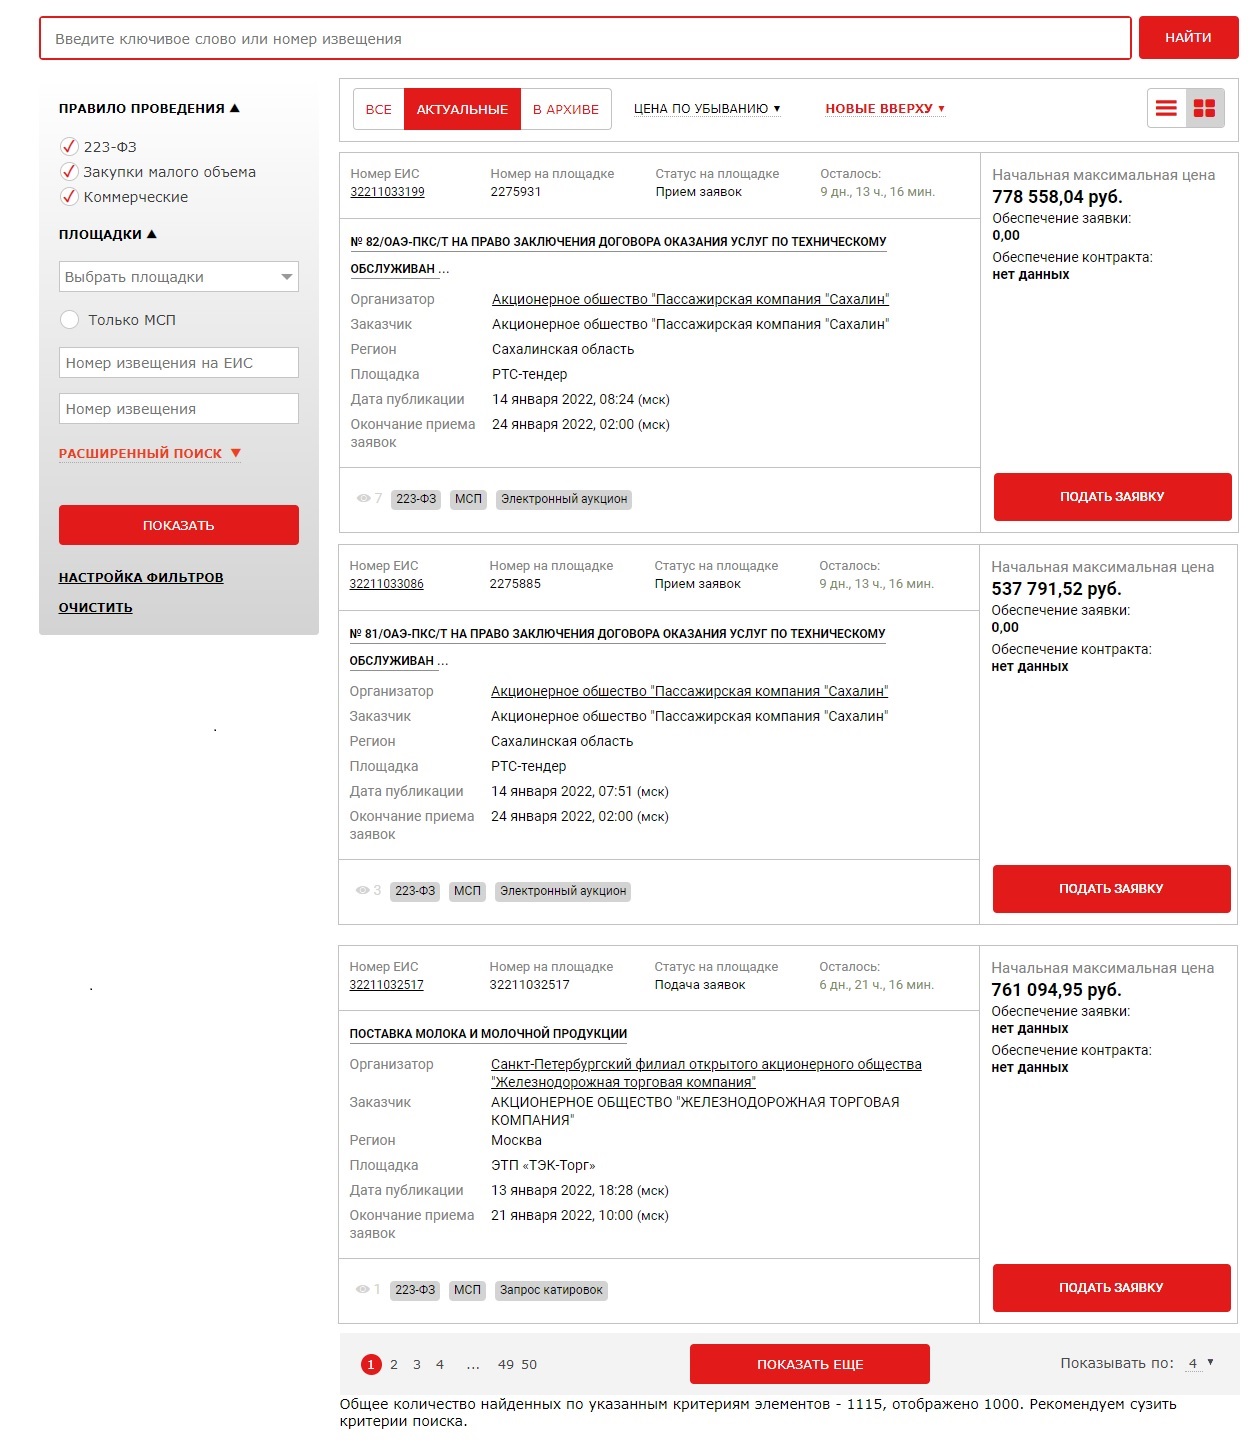 Введите ключивое слово или номер извещения
НАЙТИ
ПРАВИЛО ПРОВЕДЕНИЯ ▲
223-ФЗ
Закупки малого объема
Коммерческие
ПЛОЩАДКИ ▲
Выбрать площадки
Только МСП
Номер извещения на ЕИС
Номер извещения
РАСШИРЕННЫЙ ПОИСК ▼
ПОКАЗАТЬ
НАСТРОЙКА ФИЛЬТРОВ
ОЧИСТИТЬ
ВСЕ АКТУАЛЬНЫЕ В АРХИВЕ ЦЕНА ПО УБЫВАНИЮ ▼ НОВЫЕ ВВЕРХУ ▼
Номер ЕИС Номер на площадке Статус на площадке Осталось:
32211033199 2275931 Прием заявок 9 дн., 13 ч., 16 мин.
№ 82/ОАЭ-ПКС/Т НА ПРАВО ЗАКЛЮЧЕНИЯ ДОГОВОРА ОКАЗАНИЯ УСЛУГ ПО ТЕХНИЧЕСКОМУ
ОБСЛУЖИВАН ...
Организатор Акционерное обшество "Пассажирская компания "Сахалин"
Заказчик Акционерное обшество "Пассажирская компания "Сахалин"
Регион Сахалинская область
Площадка РТС-тендер
Дата публикации 14 января 2022, 08:24 (мск)
Окончание приема 24 января 2022, 02:00 (мск)
заявок
7 223-ФЗ МСП Электронный аукцион
Начальная максимальная цена
778 558,04 руб.
Обеспечение заявки:
0,00
Обеспечение контракта:
нет данных
ПОДАТЬ ЗАЯВКУ
Номер ЕИС Номер на площадке Статус на площадке Осталось:
32211033086 2275885 Прием заявок 9 дн., 13 ч., 16 мин.
№ 81/ОАЭ-ПКС/Т НА ПРАВО ЗАКЛЮЧЕНИЯ ДОГОВОРА ОКАЗАНИЯ УСЛУГ ПО ТЕХНИЧЕСКОМУ
ОБСЛУЖИВАН ...
Организатор Акционерное обшество "Пассажирская компания "Сахалин"
Заказчик Акционерное обшество "Пассажирская компания "Сахалин"
Регион Сахалинская область
Площадка РТС-тендер
Дата публикации 14 января 2022, 07:51 (мск)
Окончание приема 24 января 2022, 02:00 (мск)
заявок
3 223-ФЗ МСП Электронный аукцион
Начальная максимальная цена
537 791,52 руб.
Обеспечение заявки:
0,00
Обеспечение контракта:
нет данных
ПОДАТЬ ЗАЯВКУ
Номер ЕИС Номер на площадке Статус на площадке Осталось:
32211032517 32211032517 Подача заявок 6 дн., 21 ч., 16 мин.
ПОСТАВКА МОЛОКА И МОЛОЧНОЙ ПРОДУКЦИИ
Организатор Санкт-Петербургский филиал открытого акционерного общества
"Железнодорожная торговая компания"
Заказчик АКЦИОНЕРНОЕ ОБЩЕСТВО "ЖЕЛЕЗНОДОРОЖНАЯ ТОРГОВАЯ
КОМПАНИЯ"
Регион Москва
Площадка ЭТП «ТЭК-Торг»
Дата публикации 13 января 2022, 18:28 (мск)
Окончание приема 21 января 2022, 10:00 (мск)
заявок
1 223-ФЗ МСП Запрос катировок
Начальная максимальная цена
761 094,95 руб.
Обеспечение заявки:
нет данных
Обеспечение контракта:
нет данных
ПОДАТЬ ЗАЯВКУ
1 2 3 4 ... 49 50 ПОКАЗАТЬ ЕЩЕ Показывать по: 4 ▼
Общее количество найденных по указанным критериям элементов - 1115, отображено 1000. Рекомендуем сузить
критерии поиска.